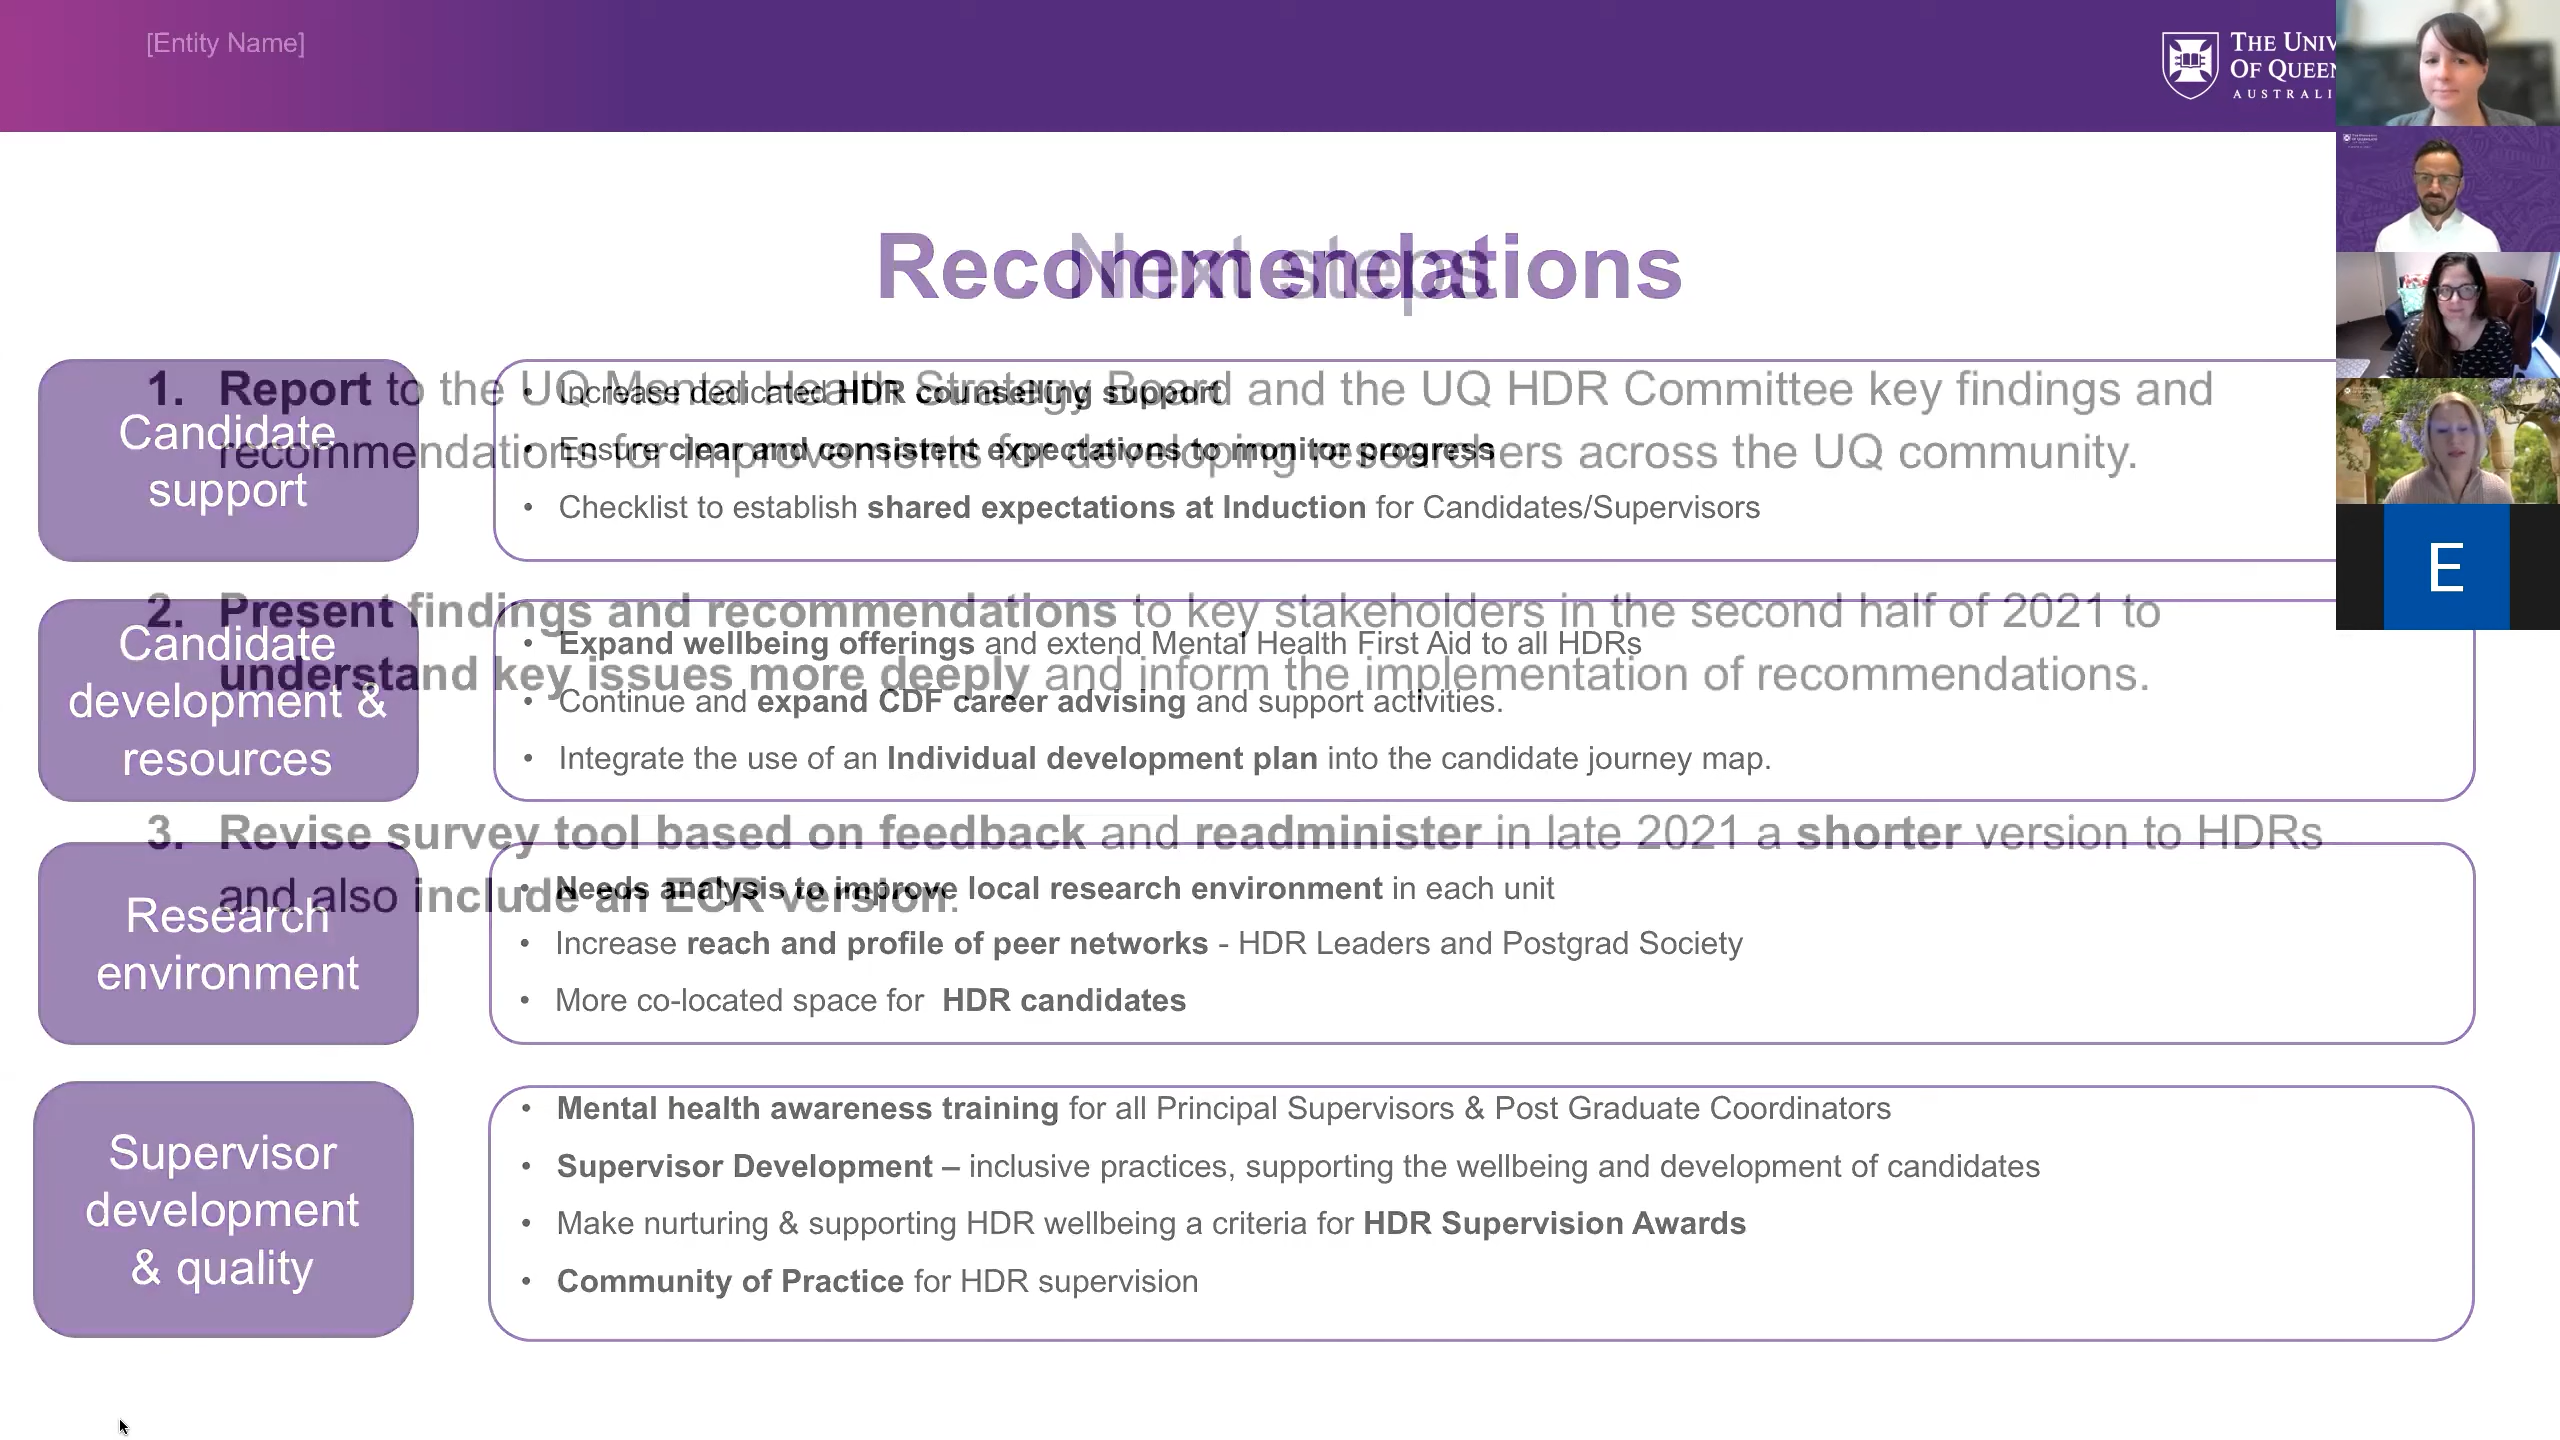 [Entity Name]
THE UNIV
OF QUEEN
AUSTRALI
Recommendations
Next steps
Candidate
support
• Increase dedicated HDR counselling support
• Ensure clear and consistent expectations to monitor progress
• Checklist to establish shared expectations at Induction for Candidates/Supervisors
Candidate
development &
resources
• Expand wellbeing offerings and extend Mental Health First Aid to all HDRs
• Continue and expand CDF career advising and support activities.
• Integrate the use of an Individual development plan into the candidate journey map.
Research
environment
• Needs analysis to improve local research environment in each unit
• Increase reach and profile of peer networks - HDR Leaders and Postgrad Society
• More co-located space for HDR candidates
Supervisor
development
& quality
• Mental health awareness training for all Principal Supervisors & Post Graduate Coordinators
• Supervisor Development – inclusive practices, supporting the wellbeing and development of candidates
• Make nurturing & supporting HDR wellbeing a criteria for HDR Supervision Awards
• Community of Practice for HDR supervision
1. Report to the UQ Mental Health Strategy Board and the UQ HDR Committee key findings and
recommendations for improvements for developing researchers across the UQ community.
2. Present findings and recommendations to key stakeholders in the second half of 2021 to
understand key issues more deeply and inform the implementation of recommendations.
3. Revise survey tool based on feedback and readminister in late 2021 a shorter version to HDRs
and also include an ECR version.
E